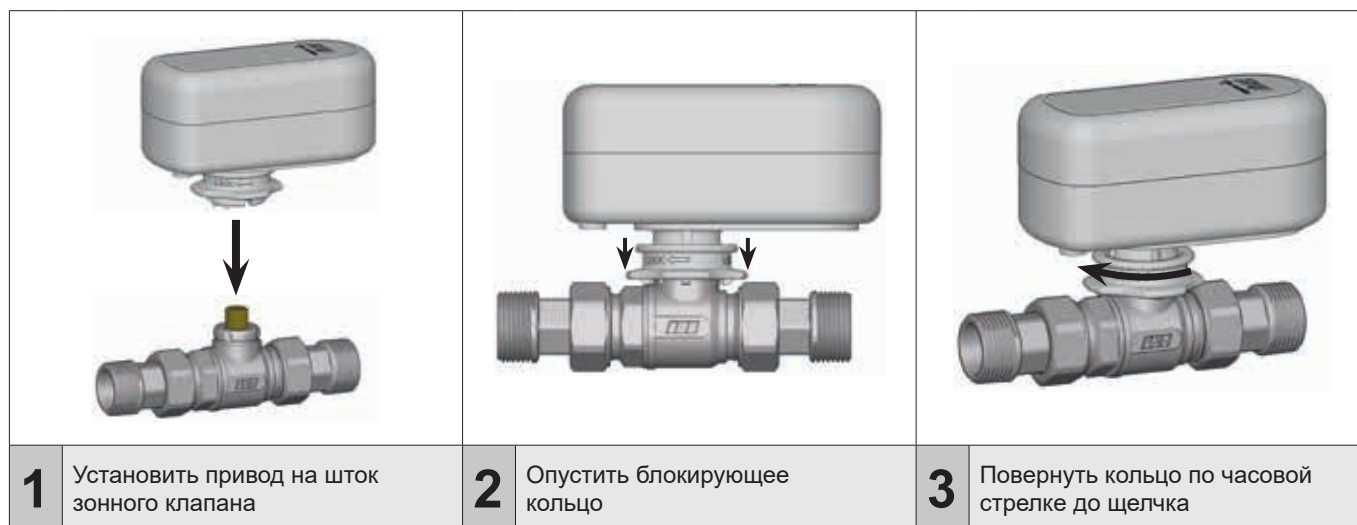 1
Установить привод на шток
зонного клапана
2
Опустить блокирующее
кольцо
3
Повернуть кольцо по часовой
стрелке до щелчка